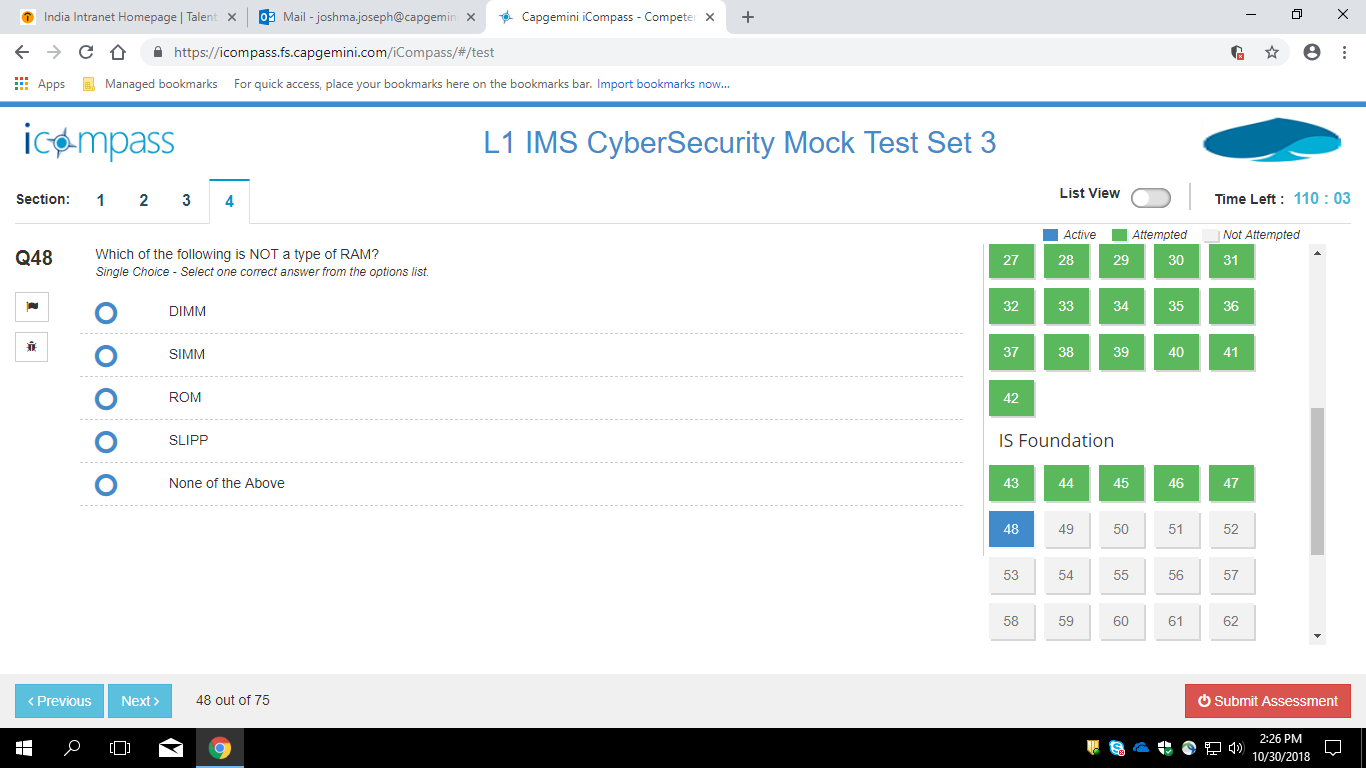 India Intranet Homepage | Talent
Mail - joshma.joseph@capgemini
Capgemini iCompass - Competer
https://icompass.fs.capgemini.com/iCompass/#/test
Apps
Managed bookmarks
For quick access, place your bookmarks here on the bookmarks bar. Import bookmarks now...
icompass
L1 IMS CyberSecurity Mock Test Set 3
Section: 1 2 3 4
List View
Time Left : 110 : 03
Active Attempted Not Attempted
Q48
Which of the following is NOT a type of RAM?
Single Choice - Select one correct answer from the options list.
DIMM
SIMM
ROM
SLIPP
None of the Above
27 28 29 30 31
32 33 34 35 36
37 38 39 40 41
42
IS Foundation
43 44 45 46 47
48 49 50 51 52
53 54 55 56 57
58 59 60 61 62
‹ Previous
Next ›
48 out of 75
Submit Assessment
2:26 PM
10/30/2018